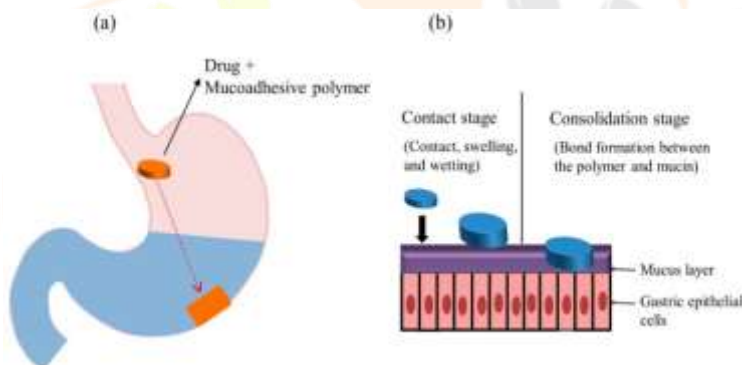 (a)
Drug +
Mucoadhesive polymer
(b)
Contact stage
(Contact, swelling,
and wetting)
Consolidation stage
(Bond formation between
the polymer and mucin)
Mucus layer
Gastric epithelial
cells